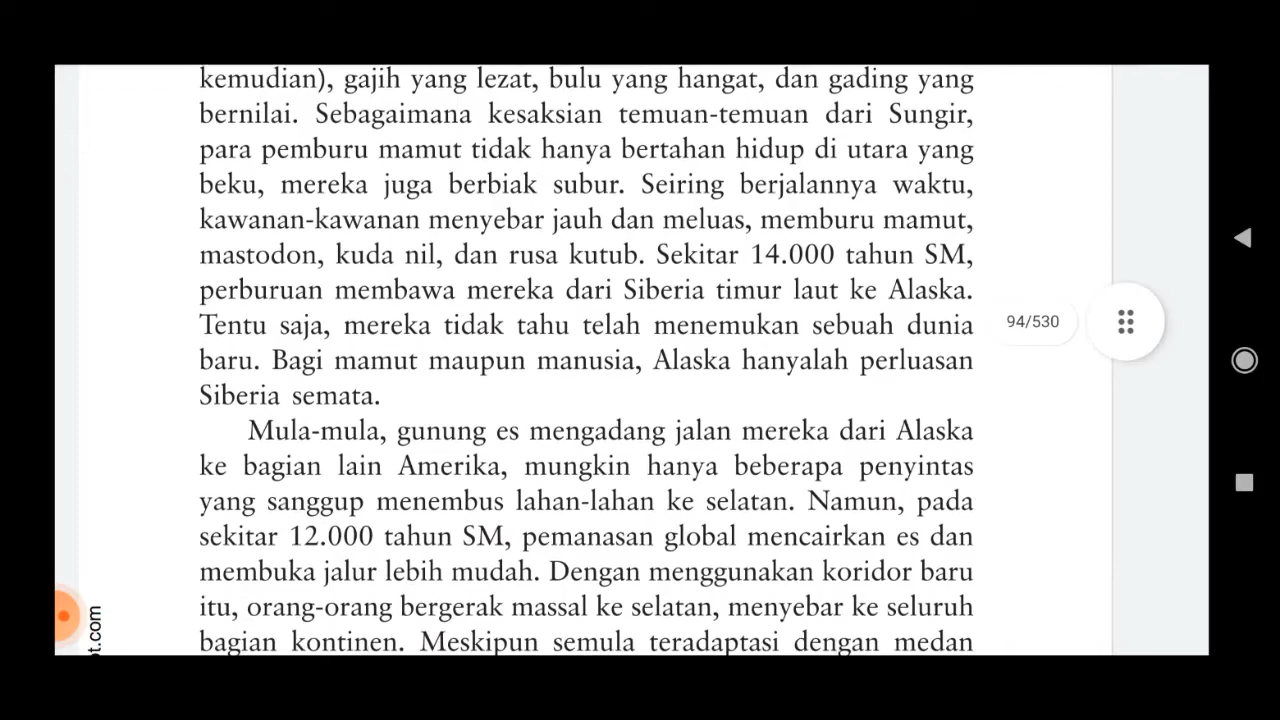 kemudian), gajih yang lezat, bulu yang hangat, dan gading yang
bernilai. Sebagaimana kesaksian temuan-temuan dari Sungir,
para pemburu mamut tidak hanya bertahan hidup di utara yang
beku, mereka juga berbiak subur. Seiring berjalannya waktu,
kawanan-kawanan menyebar jauh dan meluas, memburu mamut,
mastodon, kuda nil, dan rusa kutub. Sekitar 14.000 tahun SM,
perburuan membawa mereka dari Siberia timur laut ke Alaska.
Tentu saja, mereka tidak tahu telah menemukan sebuah dunia
baru. Bagi mamut maupun manusia, Alaska hanyalah perluasan
Siberia semata.
Mula-mula, gunung es mengadang jalan mereka dari Alaska
ke bagian lain Amerika, mungkin hanya beberapa penyintas
yang sanggup menembus lahan-lahan ke selatan. Namun, pada
sekitar 12.000 tahun SM, pemanasan global mencairkan es dan
membuka jalur lebih mudah. Dengan menggunakan koridor baru
itu, orang-orang bergerak massal ke selatan, menyebar ke seluruh
bagian kontinen. Meskipun semula teradaptasi dengan medan
94/530
t.com